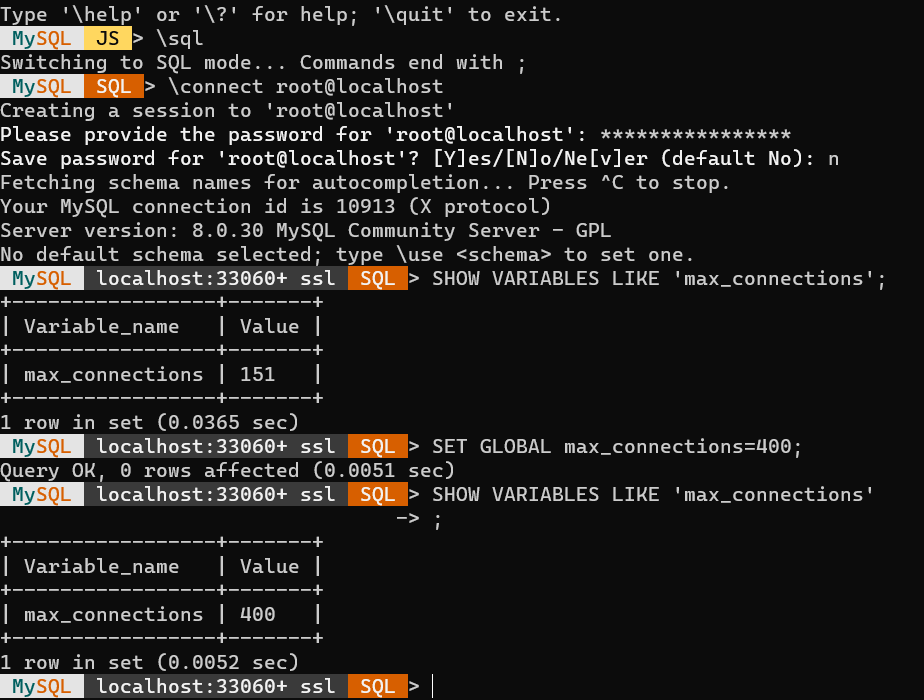 Type '\help' or '\?' for help; '\quit' to exit.
MySQL JS > \sql
Switching to SQL mode... Commands end with ;
MySQL SQL > \connect root@localhost
Creating a session to 'root@localhost'
Please provide the password for 'root@localhost': ****************
Save password for 'root@localhost'? [Y]es/[N]o/Ne[v]er (default No): n
Fetching schema names for autocompletion... Press ^C to stop.
Your MySQL connection id is 10913 (X protocol)
Server version: 8.0.30 MySQL Community Server - GPL
No default schema selected; type \use <schema> to set one.
MySQL localhost:33060+ ssl SQL > SHOW VARIABLES LIKE 'max_connections';
+-----------------+-------+
| Variable_name   | Value |
+-----------------+-------+
| max_connections | 151   |
+-----------------+-------+
1 row in set (0.0365 sec)
MySQL localhost:33060+ ssl SQL > SET GLOBAL max_connections=400;
Query OK, 0 rows affected (0.0051 sec)
MySQL localhost:33060+ ssl SQL > SHOW VARIABLES LIKE 'max_connections'
-> ;
+-----------------+-------+
| Variable_name   | Value |
+-----------------+-------+
| max_connections | 400   |
+-----------------+-------+
1 row in set (0.0052 sec)
MySQL localhost:33060+ ssl SQL >